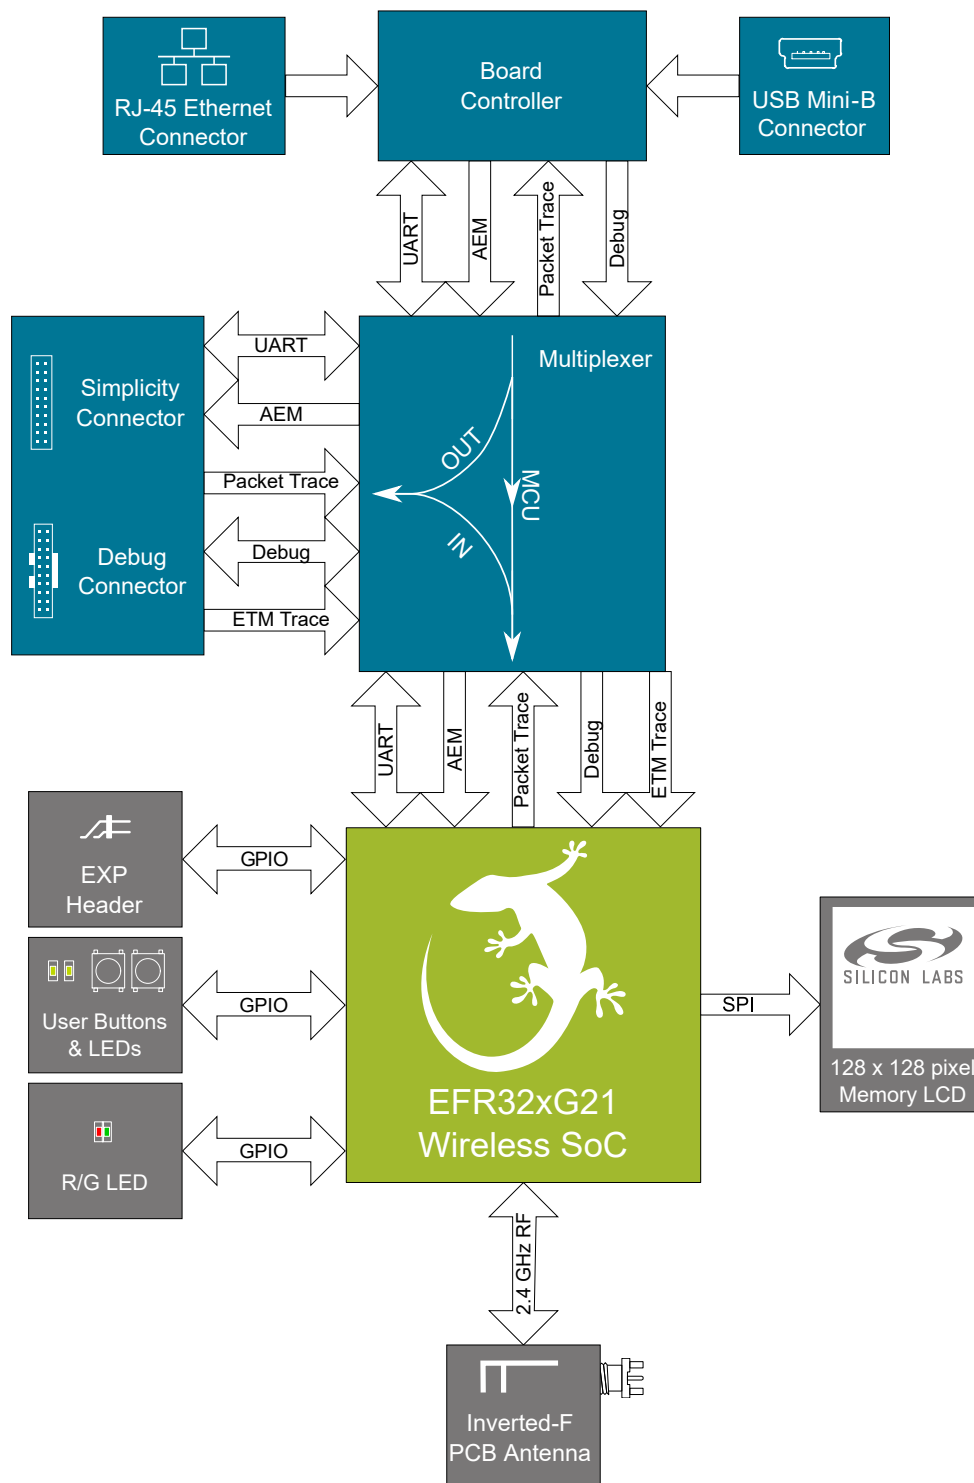 RJ-45 Ethernet
Connector
Board
Controller
USB Mini-B
Connector
UART
AEM
Packet Trace
Debug
Simplicity
Connector
Debug
Connector
UART
AEM
Packet Trace
Debug
ETM Trace
Multiplexer
OUT
MCU
IN
UART
AEM
Packet Trace
Debug
ETM Trace
EXP
Header
GPIO
User Buttons
& LEDs
GPIO
R/G LED
GPIO
EFR32xG21
Wireless SoC
SPI
SILICON LABS
128 x 128 pixel
Memory LCD
2.4 GHz RF
Inverted-F
PCB Antenna